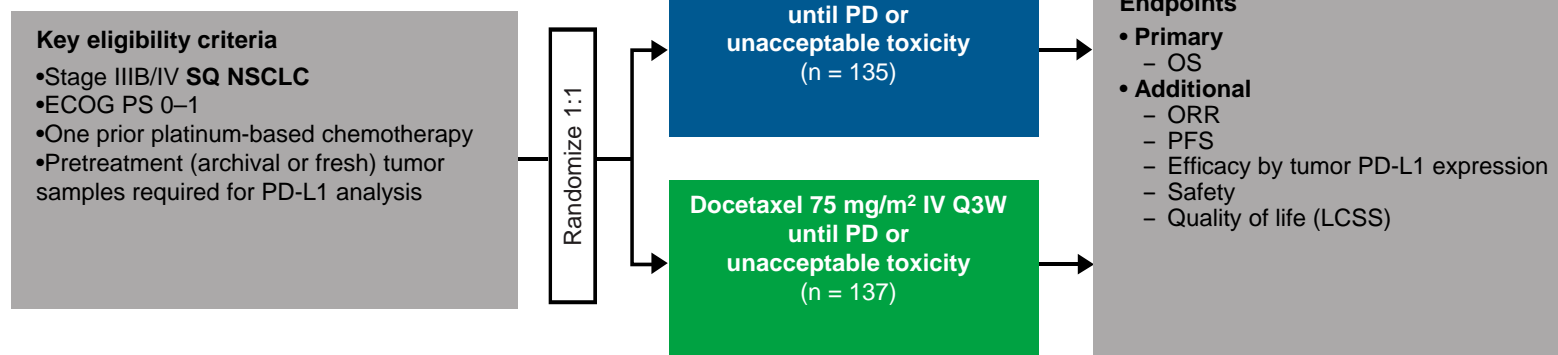 Key eligibility criteria
•Stage IIIB/IV SQ NSCLC
•ECOG PS 0–1
•One prior platinum-based chemotherapy
•Pretreatment (archival or fresh) tumor
samples required for PD-L1 analysis
Randomize 1:1
until PD or
unacceptable toxicity
(n = 135)
Docetaxel 75 mg/m² IV Q3W
until PD or
unacceptable toxicity
(n = 137)
Endpoints
• Primary
– OS
• Additional
– ORR
– PFS
– Efficacy by tumor PD-L1 expression
– Safety
– Quality of life (LCSS)